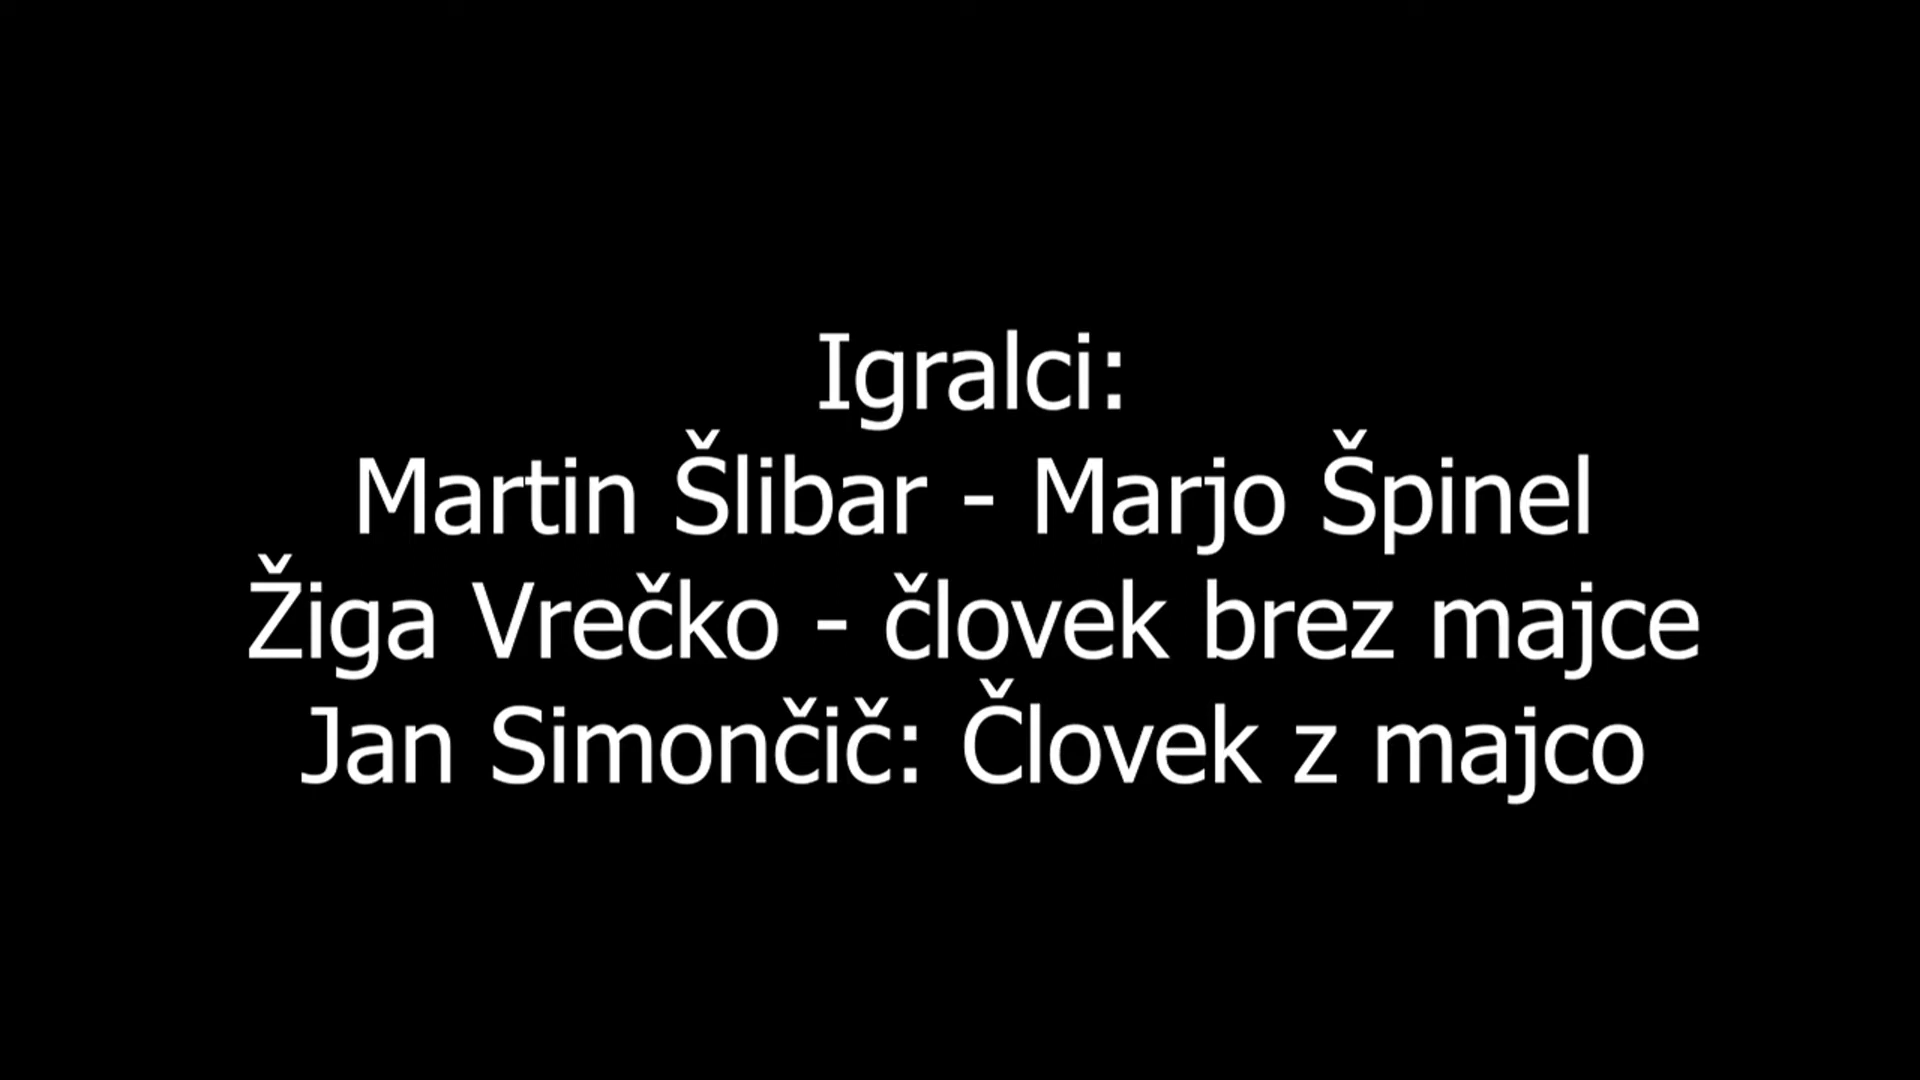 Igralci:
Martin Šlibar - Marjo Špinel
Žiga Vrečko - človek brez majce
Jan Simončič: Človek z majco